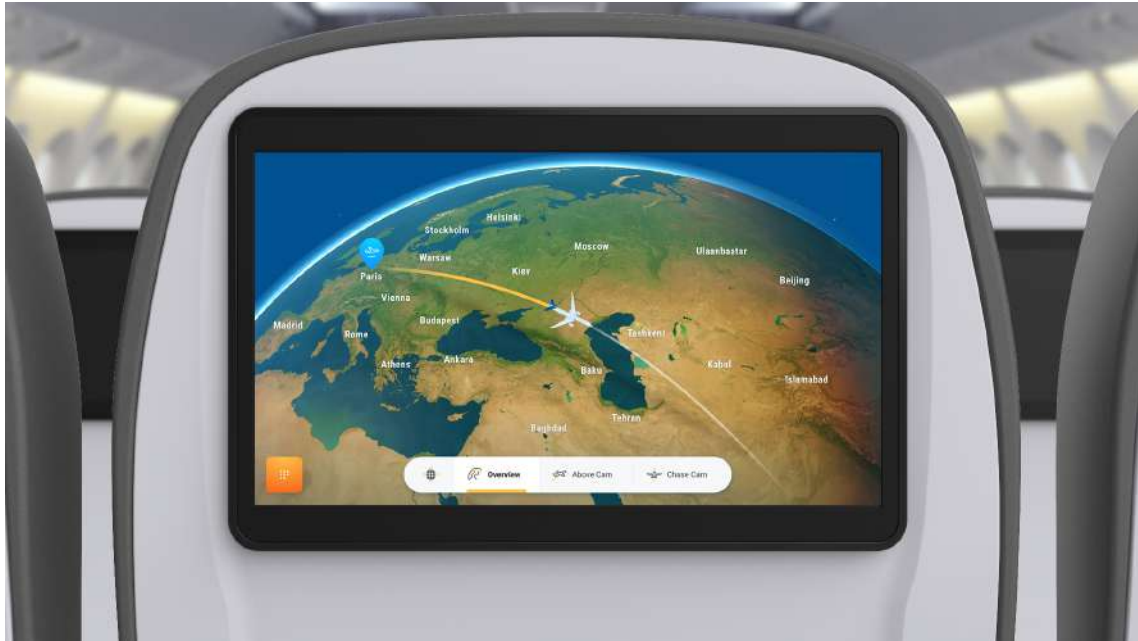 Helsinki
Stockholm
Moscow
Ulaanbaatar
Warsaw
Kiev
Paris
Beijing
Vienna
Madrid
Rome
Budapest
Tashkent
Athens
Ankara
Baku
Kabul
Islamabad
Tehran
Baghdad
Overview
Above Cam
Chase Cam